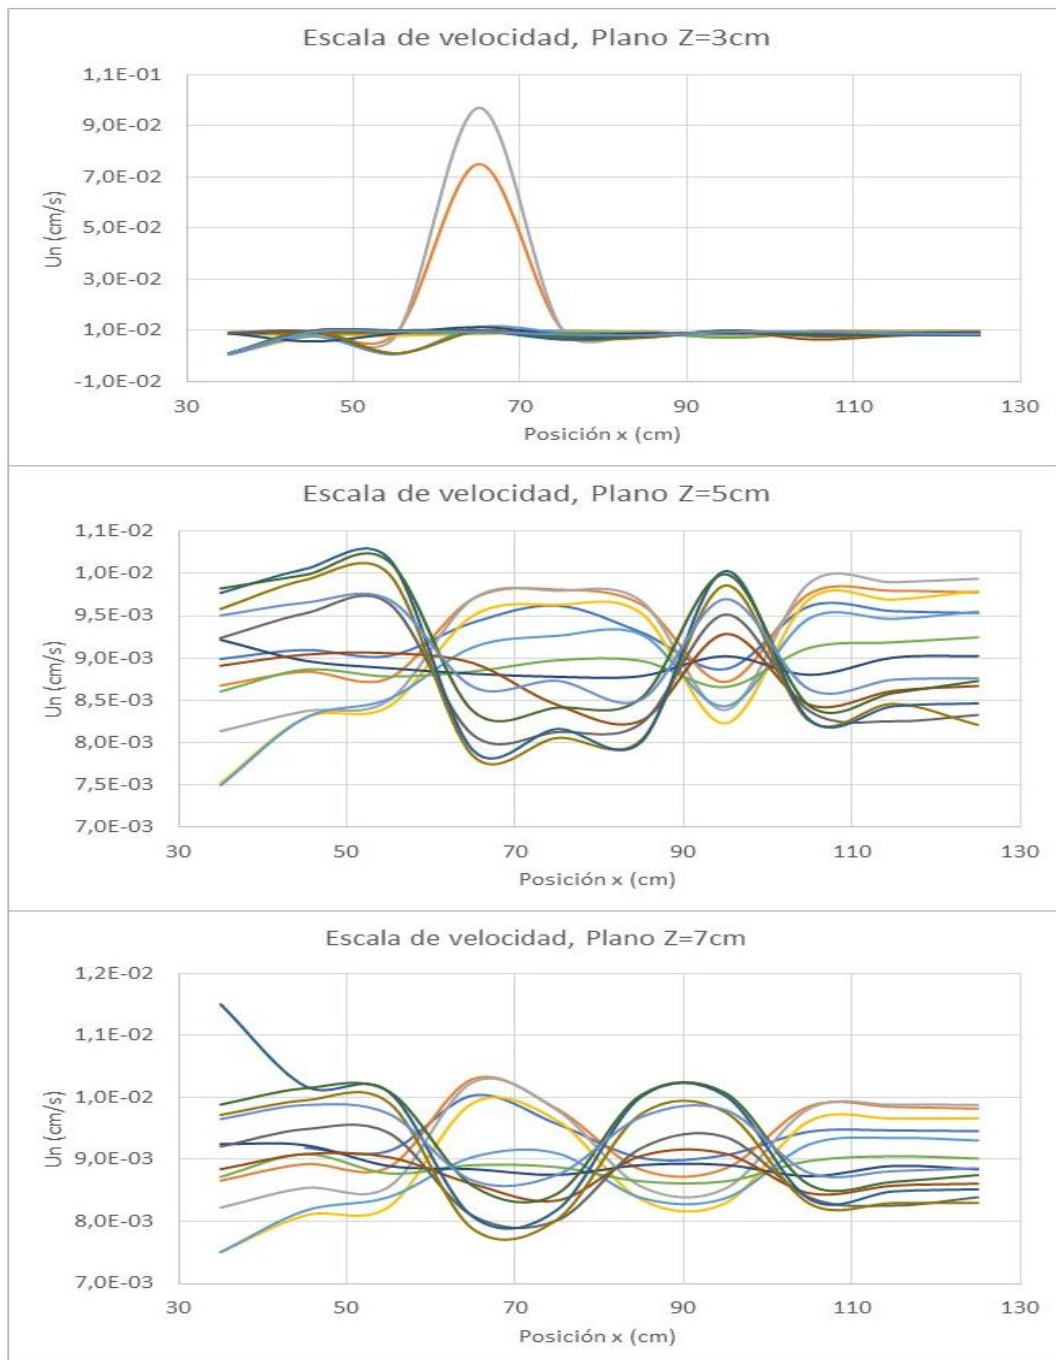 Escala de velocidad, Plano Z=3cm
1,1E-01
9,0E-02
7,0E-02
5,0E-02
3,0E-02
1,0E-02
-1,0E-02
Un (cm/s)
30 50 70 90 110 130
Posición x (cm)
Escala de velocidad, Plano Z=5cm
1,1E-02
1,0E-02
9,5E-03
9,0E-03
8,5E-03
8,0E-03
7,5E-03
7,0E-03
Un (cm/s)
30 50 70 90 110 130
Posición x (cm)
Escala de velocidad, Plano Z=7cm
1,2E-02
1,1E-02
1,0E-02
9,0E-03
8,0E-03
7,0E-03
Un (cm/s)
30 50 70 90 110 130
Posición x (cm)